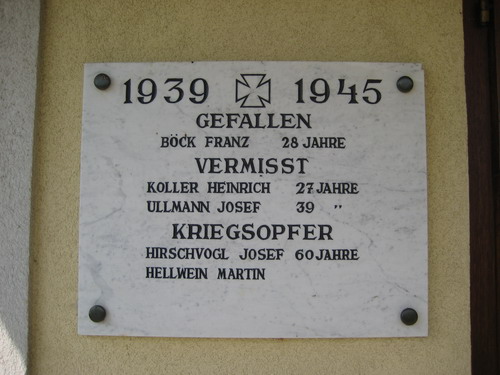 1939 1945
GEFALLEN
BÖCK FRANZ 28 JAHRE
VERMISST
KOLLER HEINRICH 27 JAHRE
ULLMANN JOSEF 39 "
KRIEGSOPFER
HIRSCHVOGL JOSEF 60 JAHRE
HELLWEIN MARTIN